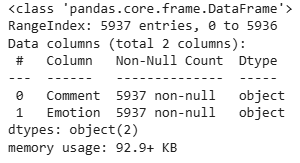 <class 'pandas.core.frame.DataFrame'>
RangeIndex: 5937 entries, 0 to 5936
Data columns (total 2 columns):
 #   Column   Non-Null Count  Dtype
---  ------   --------------  -----
 0   Comment  5937 non-null   object
 1   Emotion  5937 non-null   object
dtypes: object(2)
memory usage: 92.9+ KB